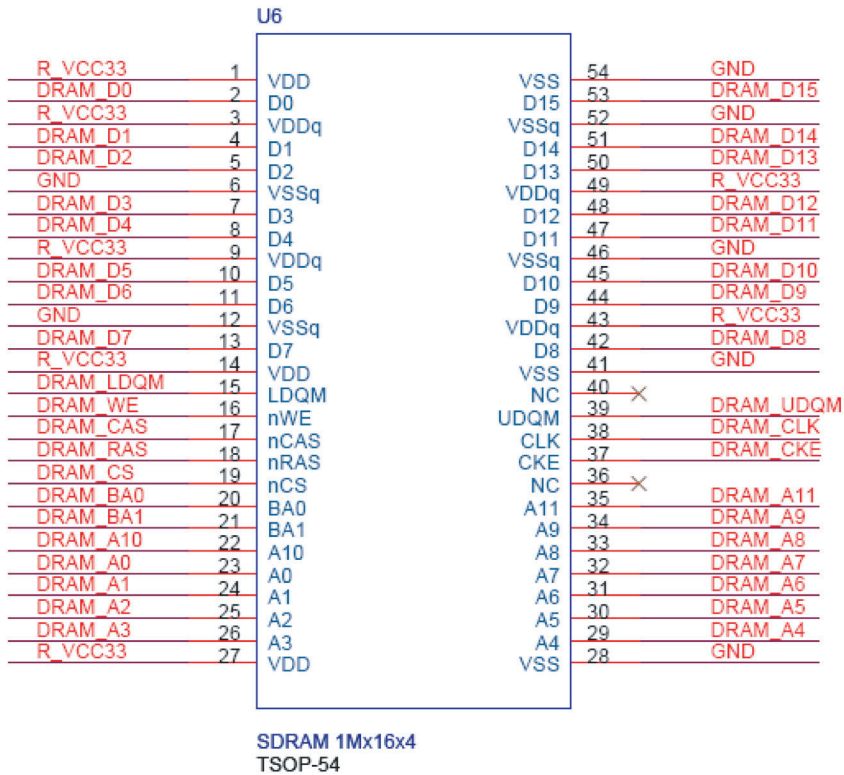 U6
R_VCC33 1 VDD VSS 54 GND
DRAM_D0 2 D0 D15 53 DRAM_D15
R_VCC33 3 VDDq VSSq 52 GND
DRAM_D1 4 D1 D14 51 DRAM_D14
DRAM_D2 5 D2 D13 50 DRAM_D13
GND 6 VSSq VDDq 49 R_VCC33
DRAM_D3 7 D3 D12 48 DRAM_D12
DRAM_D4 8 D4 D11 47 DRAM_D11
R_VCC33 9 VDDq VSSq 46 GND
DRAM_D5 10 D5 D10 45 DRAM_D10
DRAM_D6 11 D6 D9 44 DRAM_D9
GND 12 VSSq VDDq 43 R_VCC33
DRAM_D7 13 D7 D8 42 DRAM_D8
R_VCC33 14 VDD VSS 41 GND
DRAM_LDQM 15 LDQM NC 40
DRAM_WE 16 nWE UDQM 39 DRAM_UDQM
DRAM_CAS 17 nCAS CLK 38 DRAM_CLK
DRAM_RAS 18 nRAS CKE 37 DRAM_CKE
DRAM_CS 19 nCS NC 36
DRAM_BA0 20 BA0 A11 35 DRAM_A11
DRAM_BA1 21 BA1 A9 34 DRAM_A9
DRAM_A10 22 A10 A8 33 DRAM_A8
DRAM_A0 23 A0 A7 32 DRAM_A7
DRAM_A1 24 A1 A6 31 DRAM_A6
DRAM_A2 25 A2 A5 30 DRAM_A5
DRAM_A3 26 A3 A4 29 DRAM_A4
R_VCC33 27 VDD VSS 28 GND
SDRAM 1Mx16x4
TSOP-54